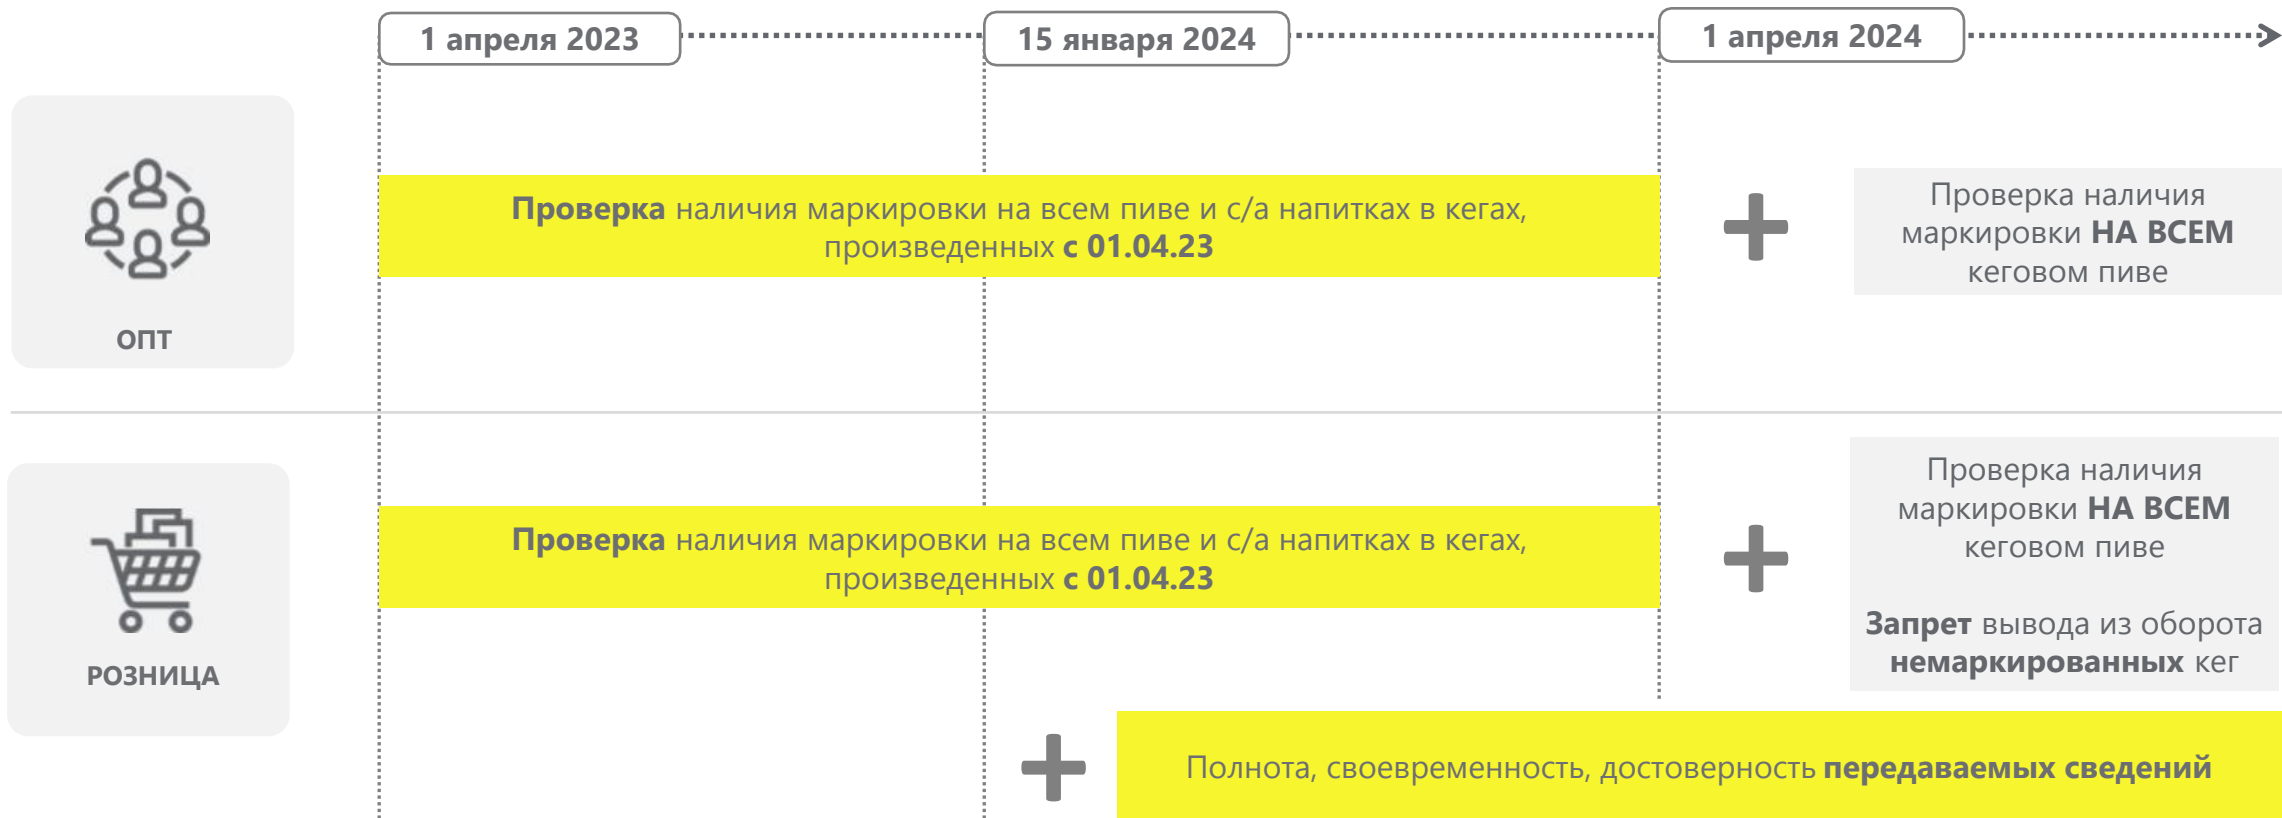 1 апреля 2023
15 января 2024
1 апреля 2024
ОПТ
Проверка наличия маркировки на всем пиве и с/а напитках в кегах,
произведенных с 01.04.23
Проверка наличия
маркировки НА ВСЕМ
кеговом пиве
РОЗНИЦА
Проверка наличия маркировки на всем пиве и с/а напитках в кегах,
произведенных с 01.04.23
Проверка наличия
маркировки НА ВСЕМ
кеговом пиве
Запрет вывода из оборота
немаркированных кег
Полнота, своевременность, достоверность передаваемых сведений